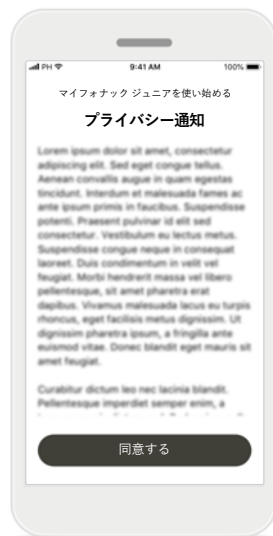 PH
9:41 AM
100%
マイフォナック ジュニアを使い始める
プライバシー通知
Lorem ipsum dolor sit amet, consectetur
adipiscing elit. Sed eget congue tellus.
Aenean convallis augue in quam egestas
tincidunt. Interdum et malesuada fames ac
ante ipsum primis in faucibus. Suspendisse
potenti. Praesent pulvinar id elit sed
consectetur. Vestibulum eu lectus metus.
Suspendisse congue neque in consequat
laoreet. Duis condimentum in velit vel
feugiat. Morbi hendrerit massa vel libero
pellentesque, sit amet pharetra erat
dapibus. Vivamus malesuada lacus eu turpis
rhoncus, eget facilisis metus dignissim. Ut
dignissim pharetra ipsum, a fringilla ante
euismod vitae. Donec blandit eget mauris sit
amet feugiat.
Curabitur dictum leo nec lacinia blandit.
Pellentesque imperdiet semper enim, a
同意する